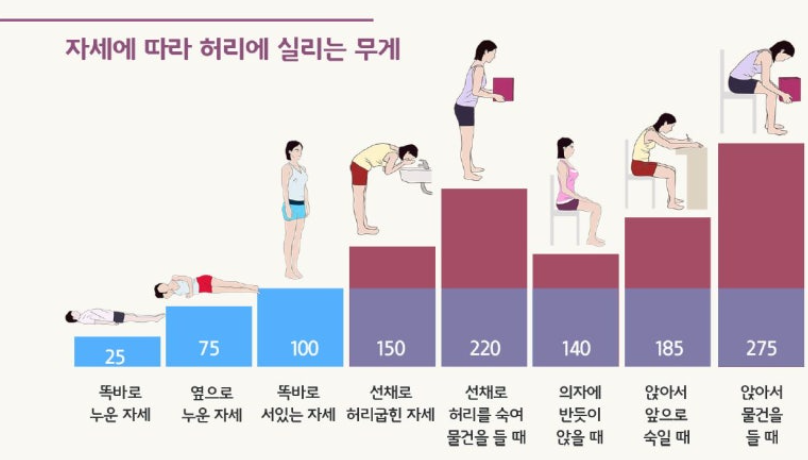 자세에 따라 허리에 실리는 무게
25
75
100
150
220
140
185
275
똑바로
누운 자세
옆으로
누운 자세
똑바로
서있는 자세
선채로
허리굽힌 자세
선채로
허리를 숙여
물건을 들 때
의자에
반듯이
앉을 때
앉아서
앞으로
숙일 때
앉아서
물건을
들 때